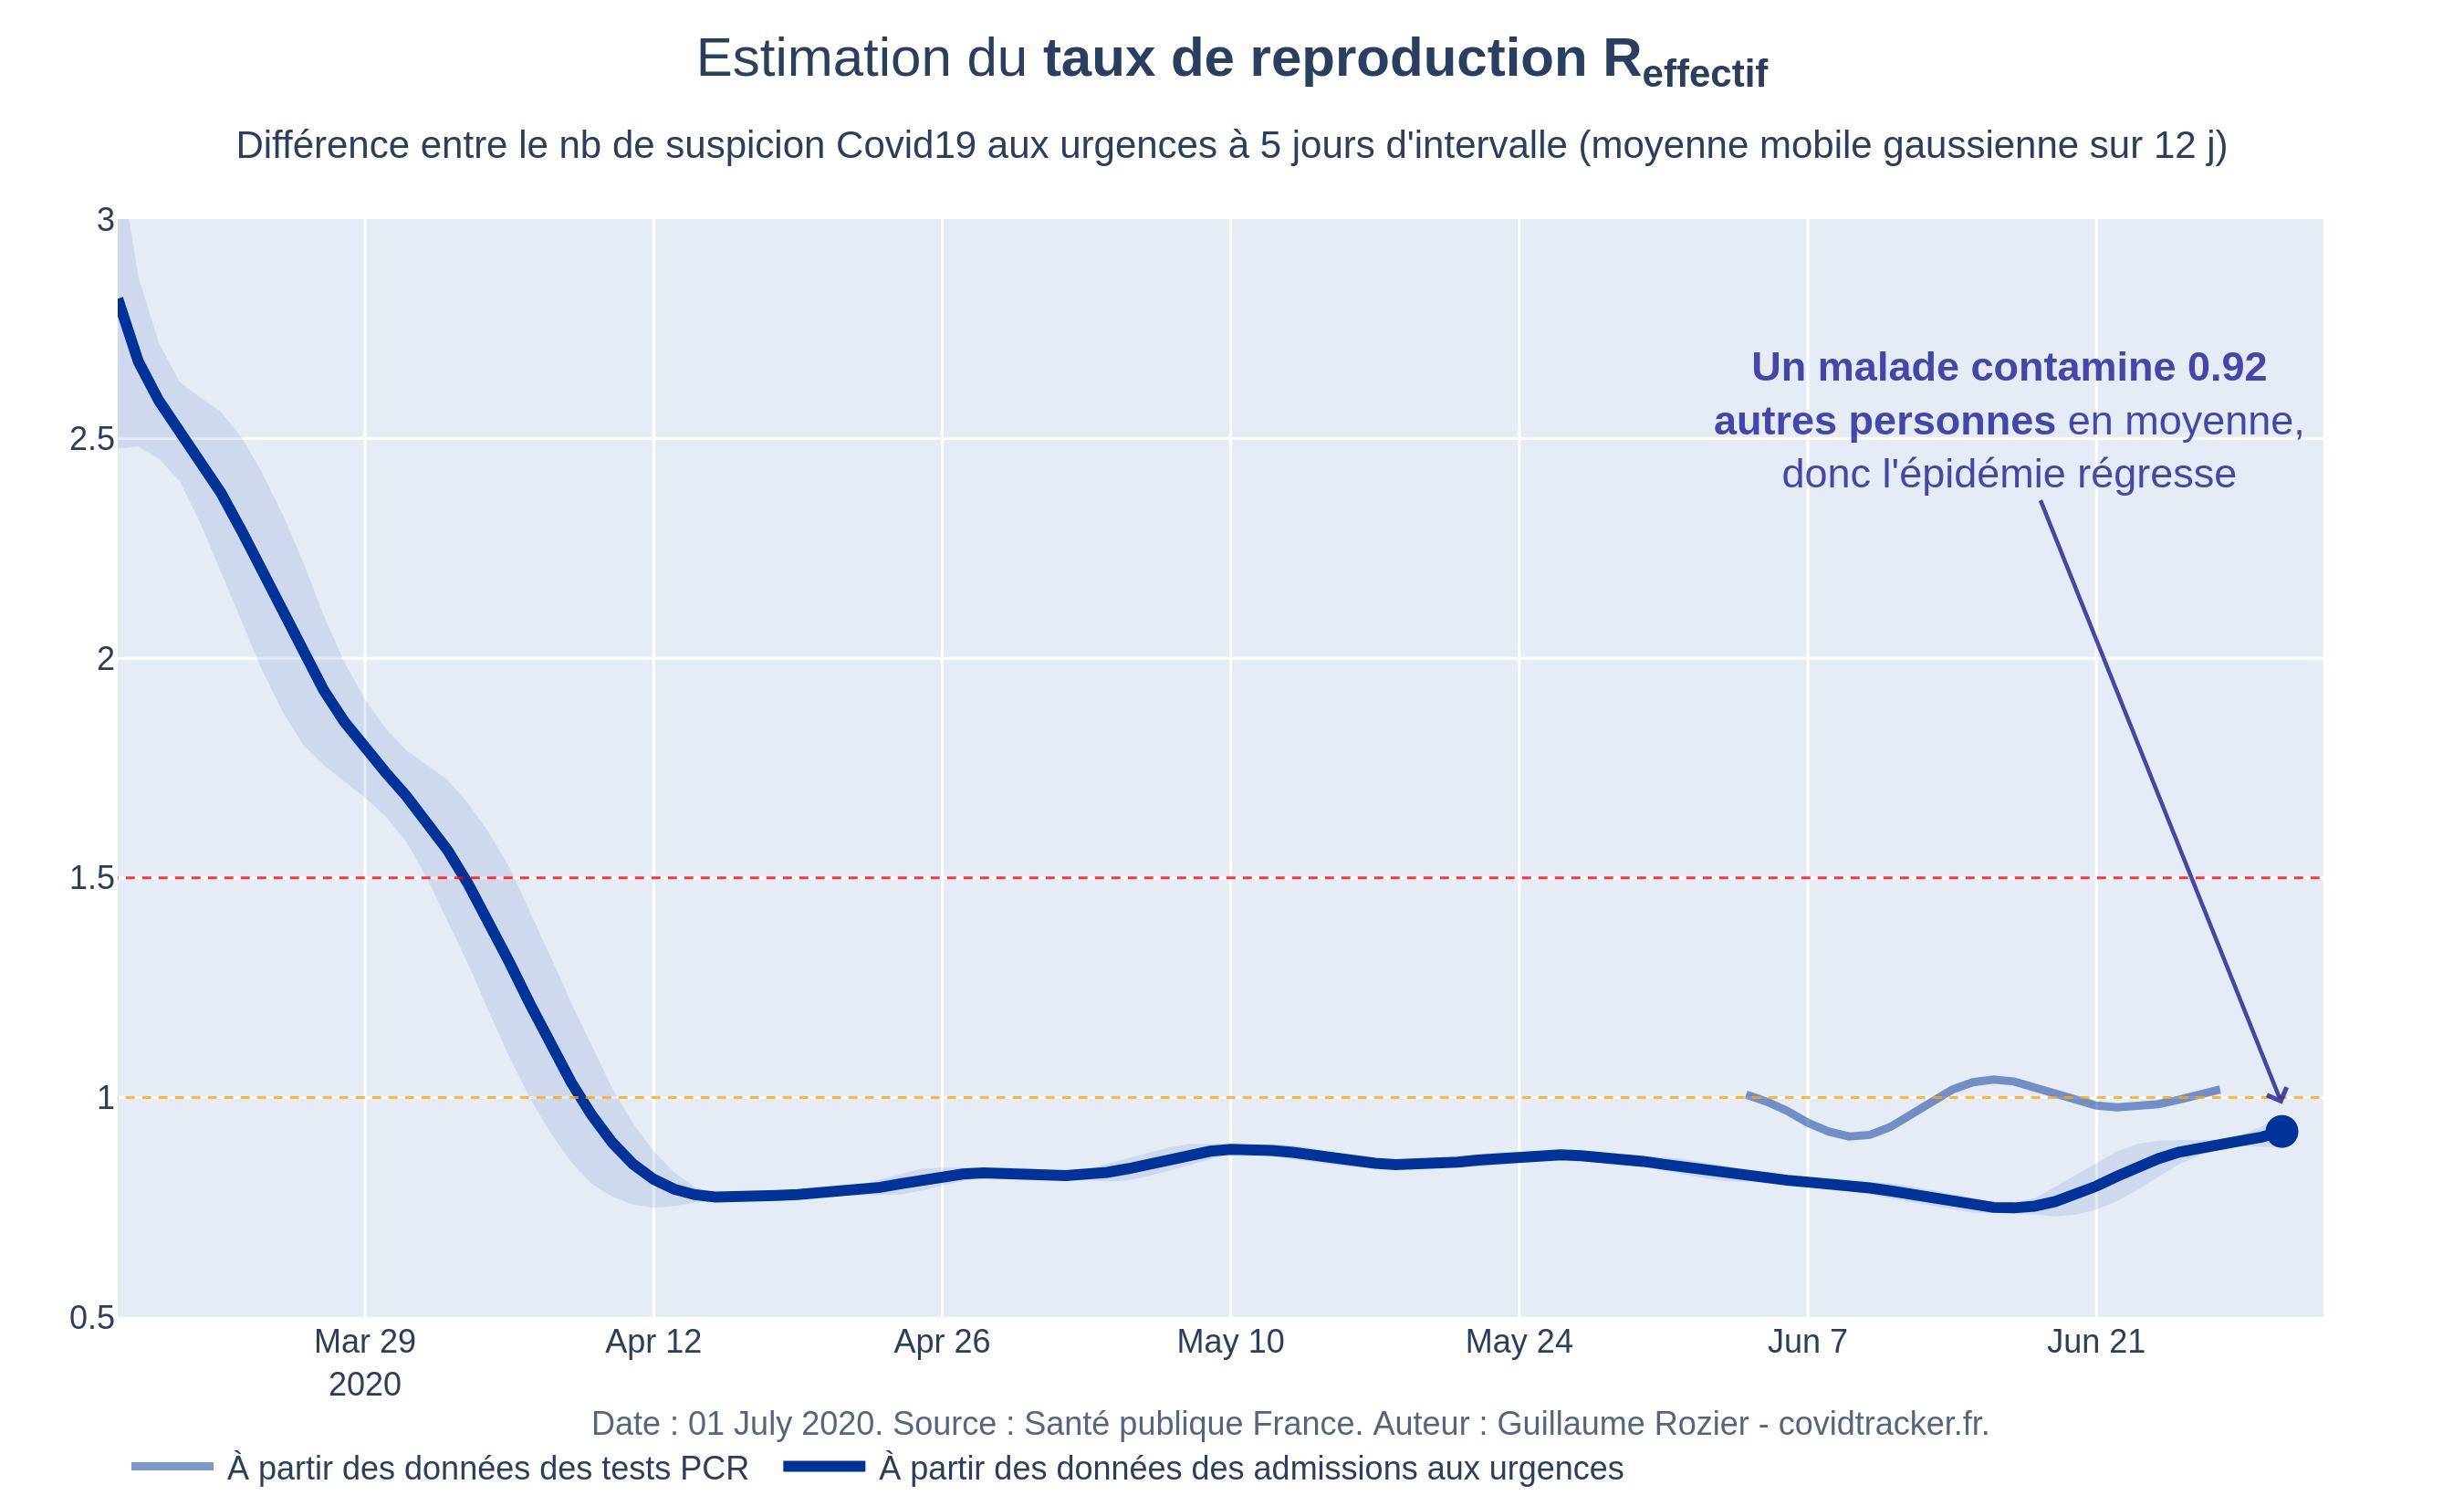 Estimation du taux de reproduction Reffectif
Différence entre le nb de suspicion Covid19 aux urgences à 5 jours d'intervalle (moyenne mobile gaussienne sur 12 j)
3
2.5
2
1.5
1
0.5
Un malade contamine 0.92
autres personnes en moyenne,
donc l'épidémie régresse
Mar 29 Apr 12 Apr 26 May 10 May 24 Jun 7 Jun 21
2020
Date : 01 July 2020. Source : Santé publique France. Auteur : Guillaume Rozier - covidtracker.fr.
À partir des données des tests PCR À partir des données des admissions aux urgences